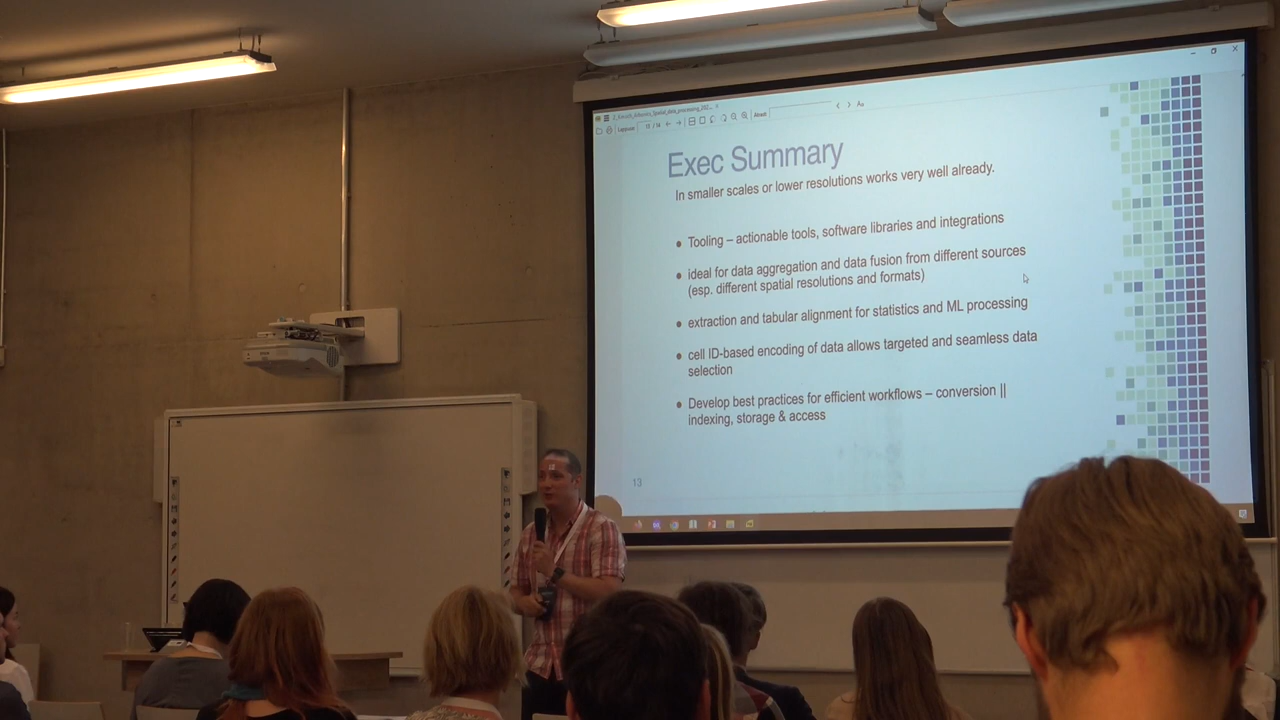 13 / 14
Exec Summary
In smaller scales or lower resolutions works very well already.
● Tooling – actionable tools, software libraries and integrations
● ideal for data aggregation and data fusion from different sources
(esp. different spatial resolutions and formats)
● extraction and tabular alignment for statistics and ML processing
● cell ID-based encoding of data allows targeted and seamless data
selection
● Develop best practices for efficient workflows – conversion ||
indexing, storage & access
13